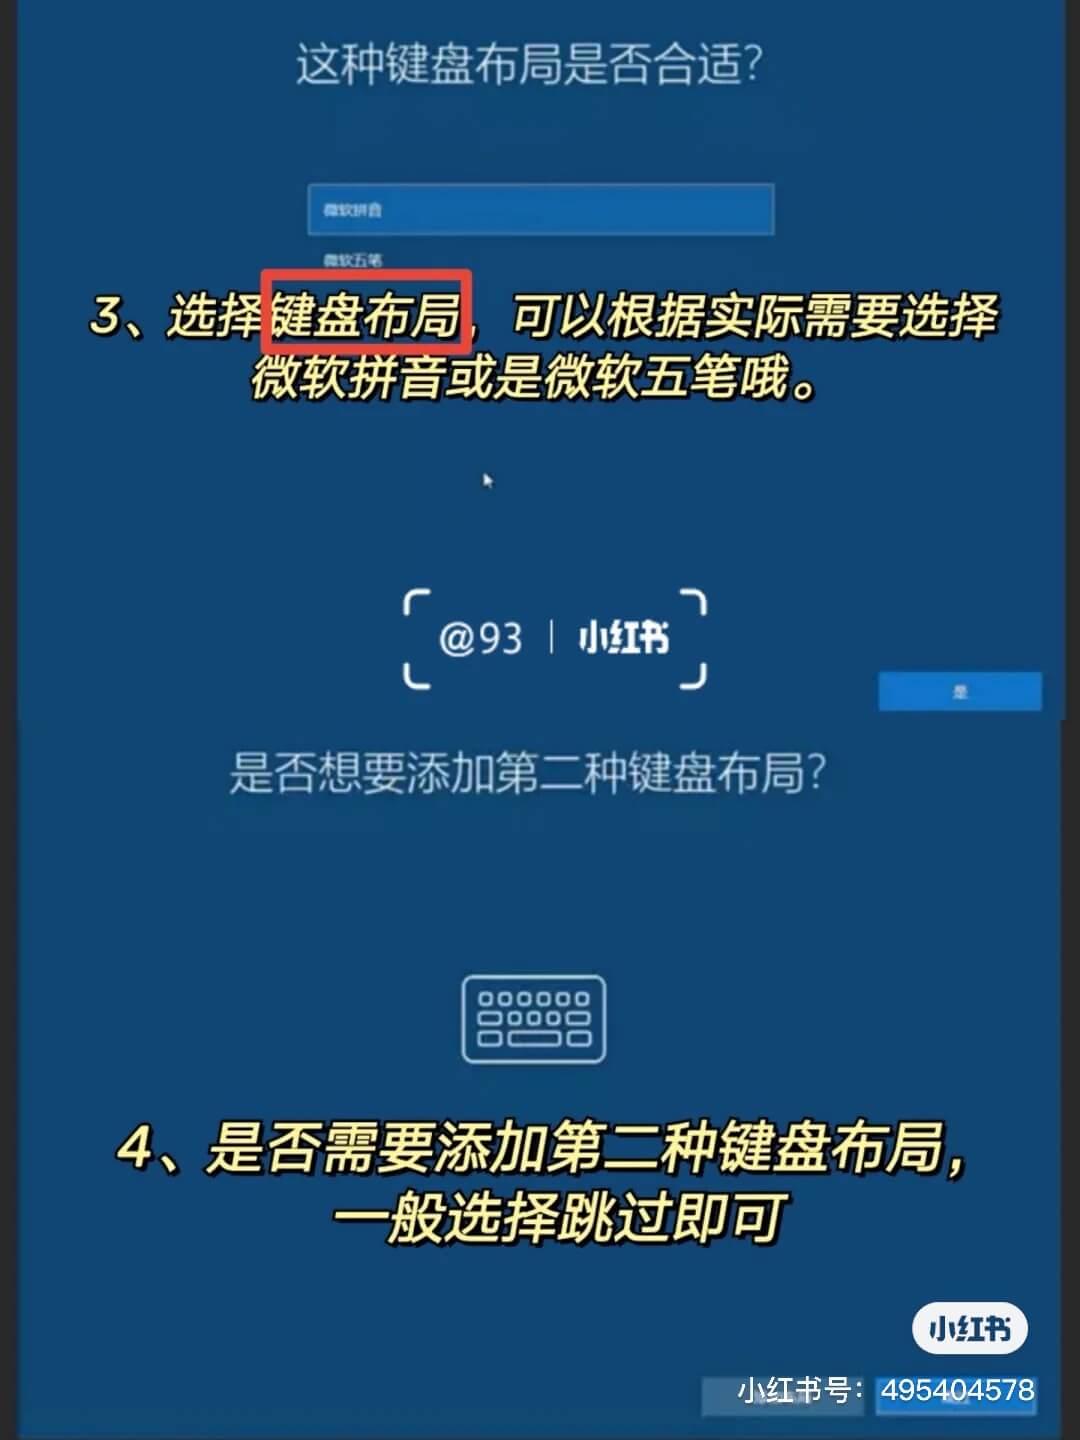 这种键盘布局是否合适?
微软拼音
微软五笔
3、选择键盘布局，可以根据实际需要选择
微软拼音或是微软五笔哦。
@93 | 小红书
是
是否想要添加第二种键盘布局?
4、是否需要添加第二种键盘布局，
一般选择跳过即可
小红书
小红书号：495404578